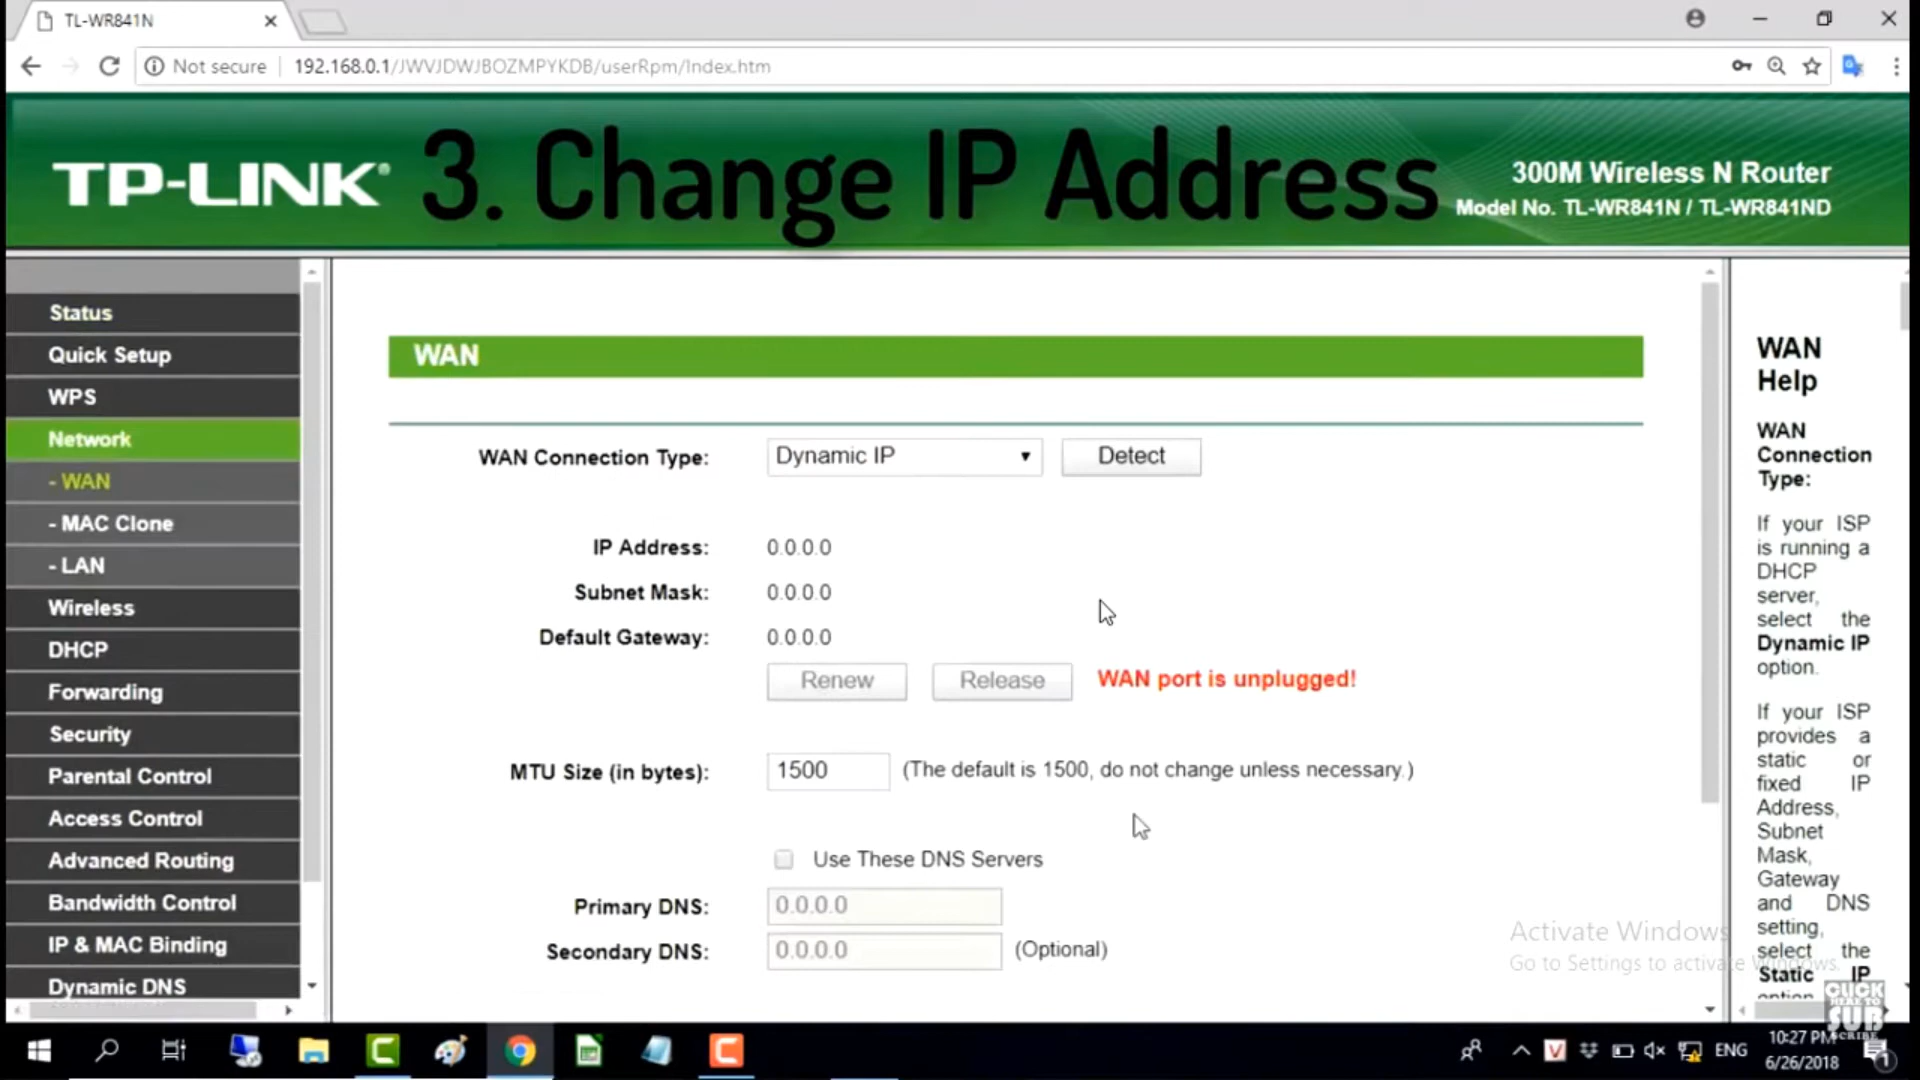 TL-WR841N
Not secure
192.168.0.1/JWVJDWJBOZMPYKDB/userRpm/Index.htm
TP-LINK®
3. Change IP Address
300M Wireless N Router
Model No. TL-WR841N / TL-WR841ND
Status
Quick Setup
WPS
Network
- WAN
- MAC Clone
- LAN
Wireless
DHCP
Forwarding
Security
Parental Control
Access Control
Advanced Routing
Bandwidth Control
IP & MAC Binding
Dynamic DNS
WAN
WAN Connection Type:
Dynamic IP
Detect
IP Address:
0.0.0.0
Subnet Mask:
0.0.0.0
Default Gateway:
0.0.0.0
Renew
Release
WAN port is unplugged!
MTU Size (in bytes):
1500
(The default is 1500, do not change unless necessary.)
Use These DNS Servers
Primary DNS:
0.0.0.0
Secondary DNS:
0.0.0.0
(Optional)
WAN
Help
WAN
Connection
Type:
If your ISP
is running a
DHCP
server,
select the
Dynamic IP
option.
If your ISP
provides a
static or
fixed IP
Address,
Subnet
Mask,
Gateway
and DNS
setting,
select the
Static IP
option
Activate Windows
Go to Settings to activate Windows.
CLICK
HERE TO
SUB
SCRIBE
ENG
10:27 PM
6/26/2018
1